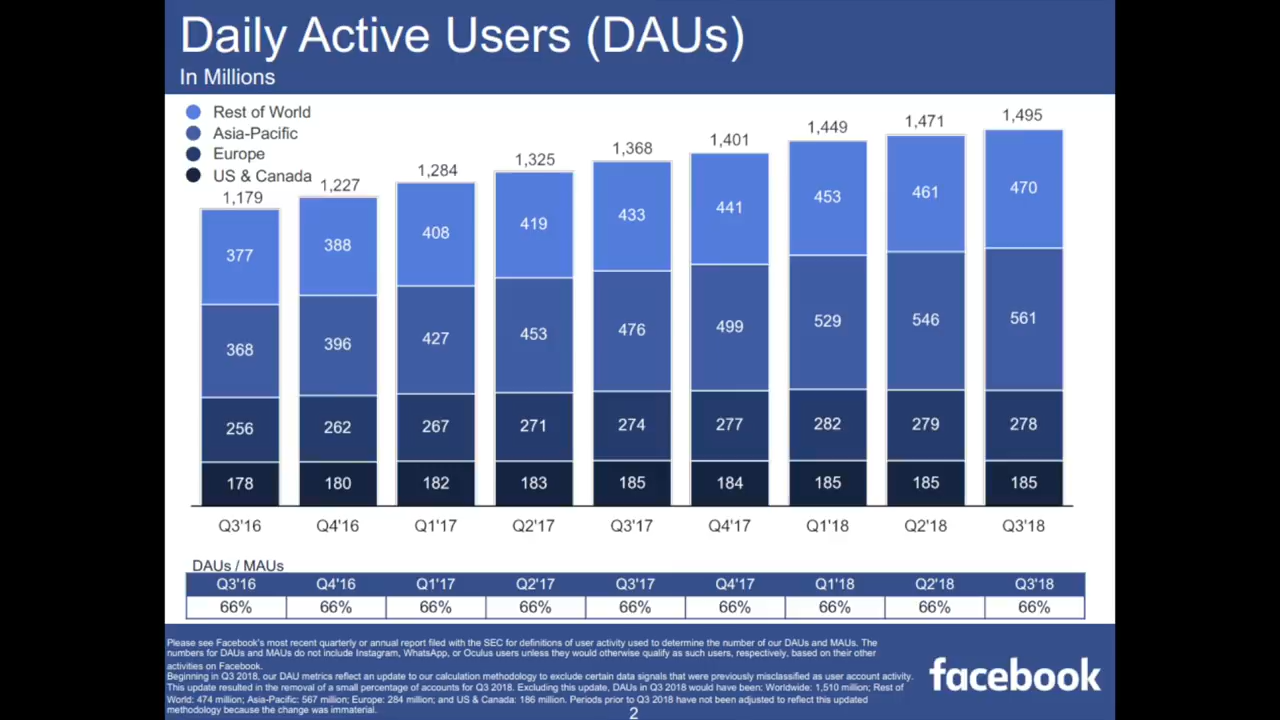 Daily Active Users (DAUs)
In Millions
Rest of World
Asia-Pacific
Europe
US & Canada
1,179 1,227 1,284 1,325 1,368 1,401 1,449 1,471 1,495
377 388 408 419 433 441 453 461 470
368 396 427 453 476 499 529 546 561
256 262 267 271 274 277 282 279 278
178 180 182 183 185 184 185 185 185
Q3'16 Q4'16 Q1'17 Q2'17 Q3'17 Q4'17 Q1'18 Q2'18 Q3'18
DAUs / MAUs
Q3'16 Q4'16 Q1'17 Q2'17 Q3'17 Q4'17 Q1'18 Q2'18 Q3'18
66% 66% 66% 66% 66% 66% 66% 66% 66%
Please see Facebook's most recent quarterly or annual report filed with the SEC for definitions of user activity used to determine the number of our DAUs and MAUs. The
numbers for DAUs and MAUs do not include Instagram, WhatsApp, or Oculus users unless they would otherwise qualify as such users, respectively, based on their other
activities on Facebook.
Beginning in Q3 2018, our DAU metrics reflect an update to our calculation methodology to exclude certain data signals that were previously misclassified as user account activity.
This update resulted in the removal of a small percentage of accounts for Q3 2018. Excluding this update, DAUs in Q3 2018 would have been: Worldwide: 1,510 million; Rest of
World: 474 million; Asia-Pacific: 567 million; Europe: 284 million; and US & Canada: 186 million. Periods prior to Q3 2018 have not been adjusted to reflect this updated
methodology because the change was immaterial.
facebook
2